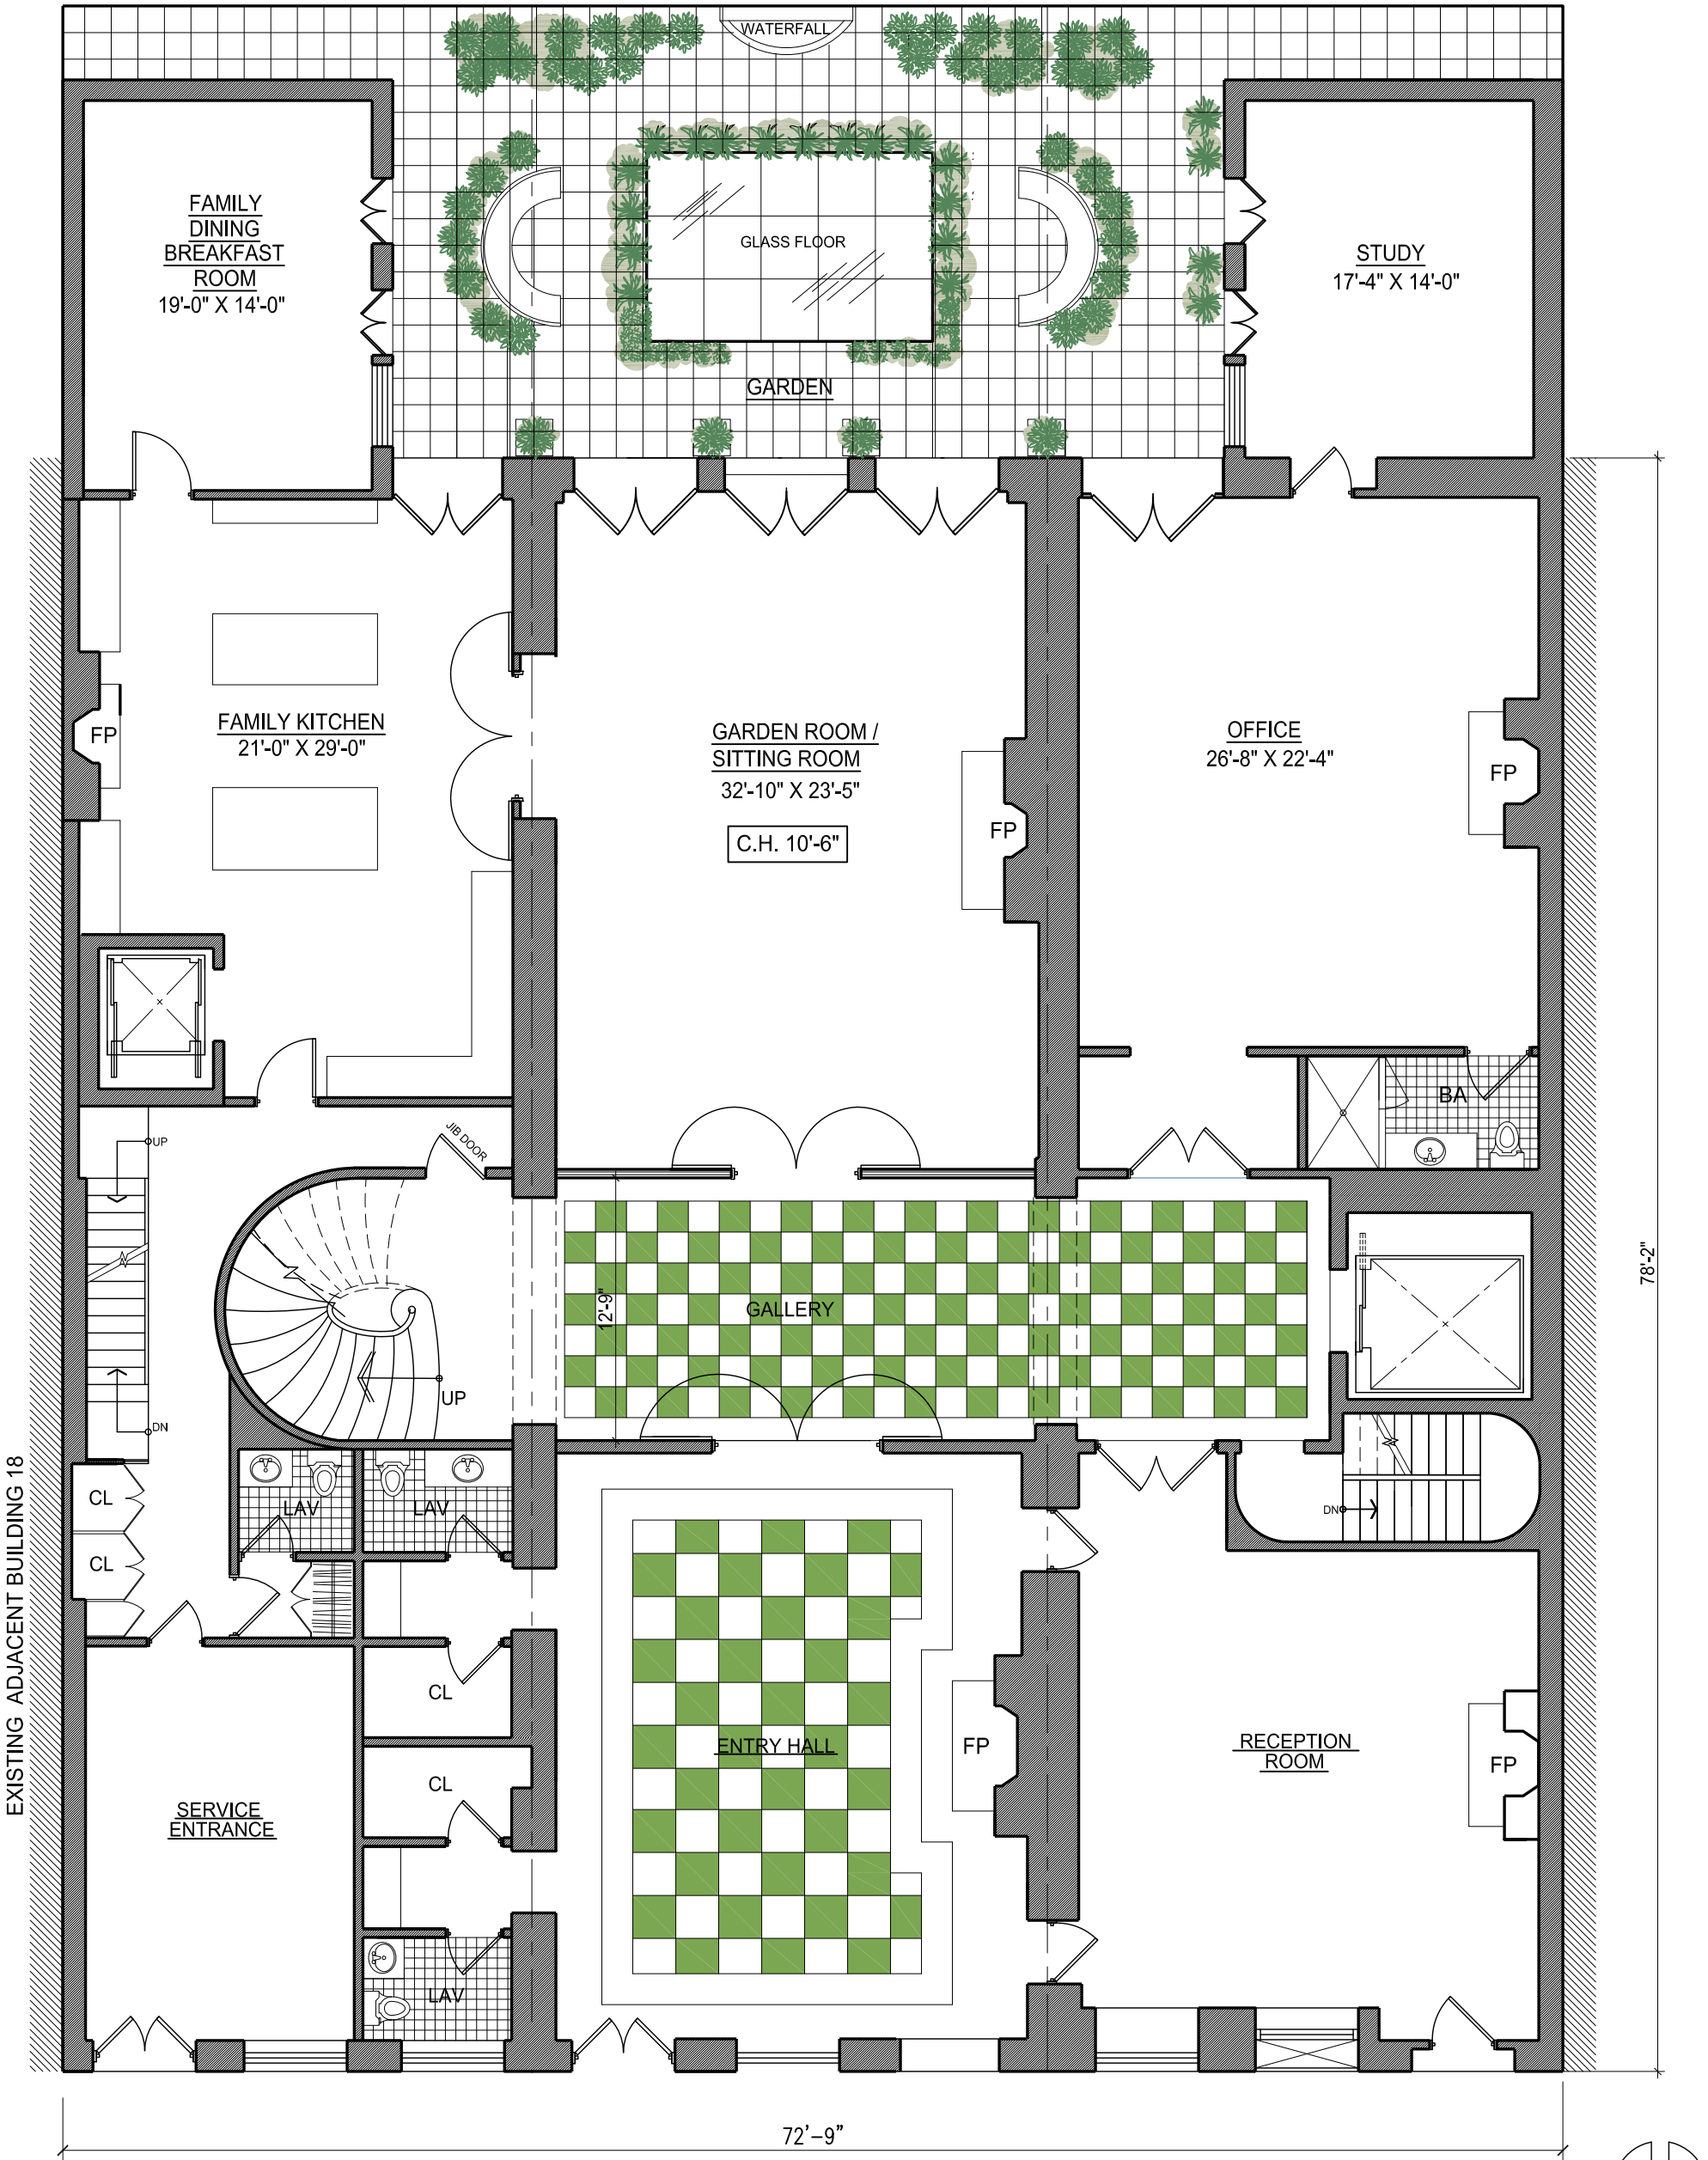 WATERFALL
FAMILY
DINING
BREAKFAST
ROOM
19'-0" X 14'-0"
GLASS FLOOR
STUDY
17'-4" X 14'-0"
GARDEN
FAMILY KITCHEN
21'-0" X 29'-0"
FP
GARDEN ROOM /
SITTING ROOM
32'-10" X 23'-5"
C.H. 10'-6"
FP
OFFICE
26'-8" X 22'-4"
FP
BA
JIB DOOR
UP
78'-2"
12'-9"
GALLERY
UP
DN
DN
CL
CL
LAV
LAV
EXISTING ADJACENT BUILDING 18
CL
CL
ENTRY HALL
FP
RECEPTION
ROOM
FP
SERVICE
ENTRANCE
LAV
72'-9"